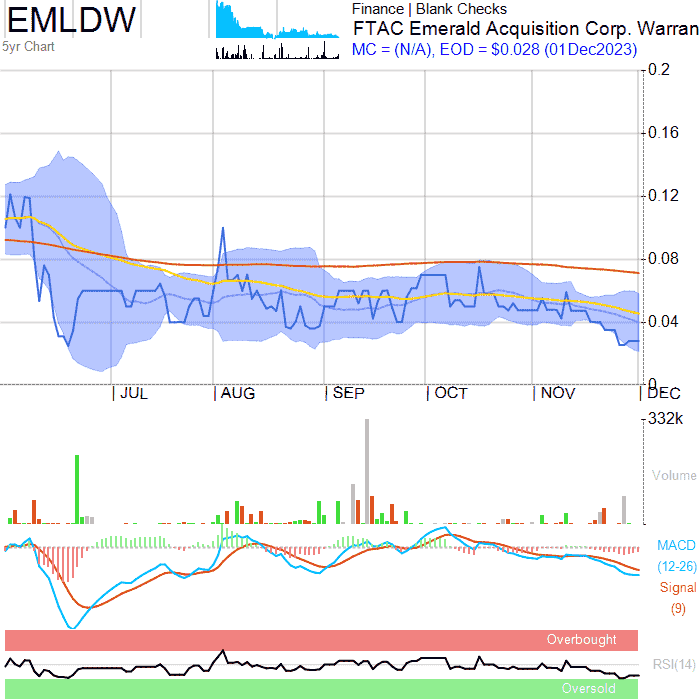 EMLDW
5yr Chart
Finance | Blank Checks
FTAC Emerald Acquisition Corp. Warran
MC = (N/A), EOD = $0.028 (01Dec2023)
0.2
0.16
0.12
0.08
0.04
0
JUL AUG SEP OCT NOV DEC
332k
Volume
MACD
(12-26)
Signal
(9)
Overbought
RSI(14)
Oversold